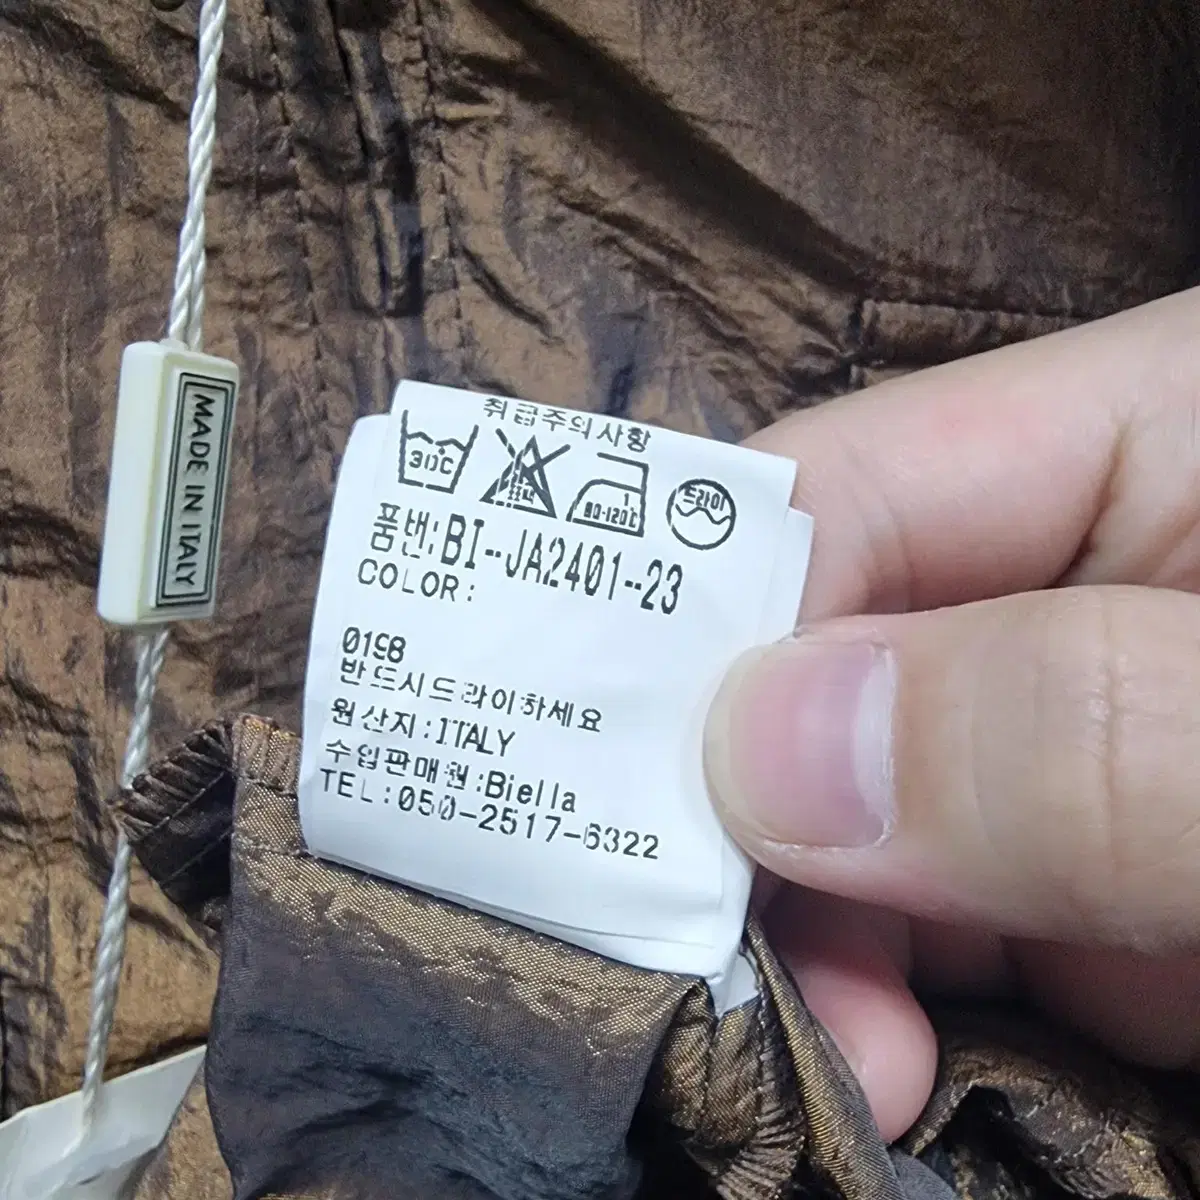 MADE IN ITALY
취급주의사항
30℃
1
80-120℃
드라이
품번:BI-JA2401-23
COLOR:
0198
반드시드라이하세요
원산지:ITALY
수입판매원:Biella
TEL:050-2517-6322